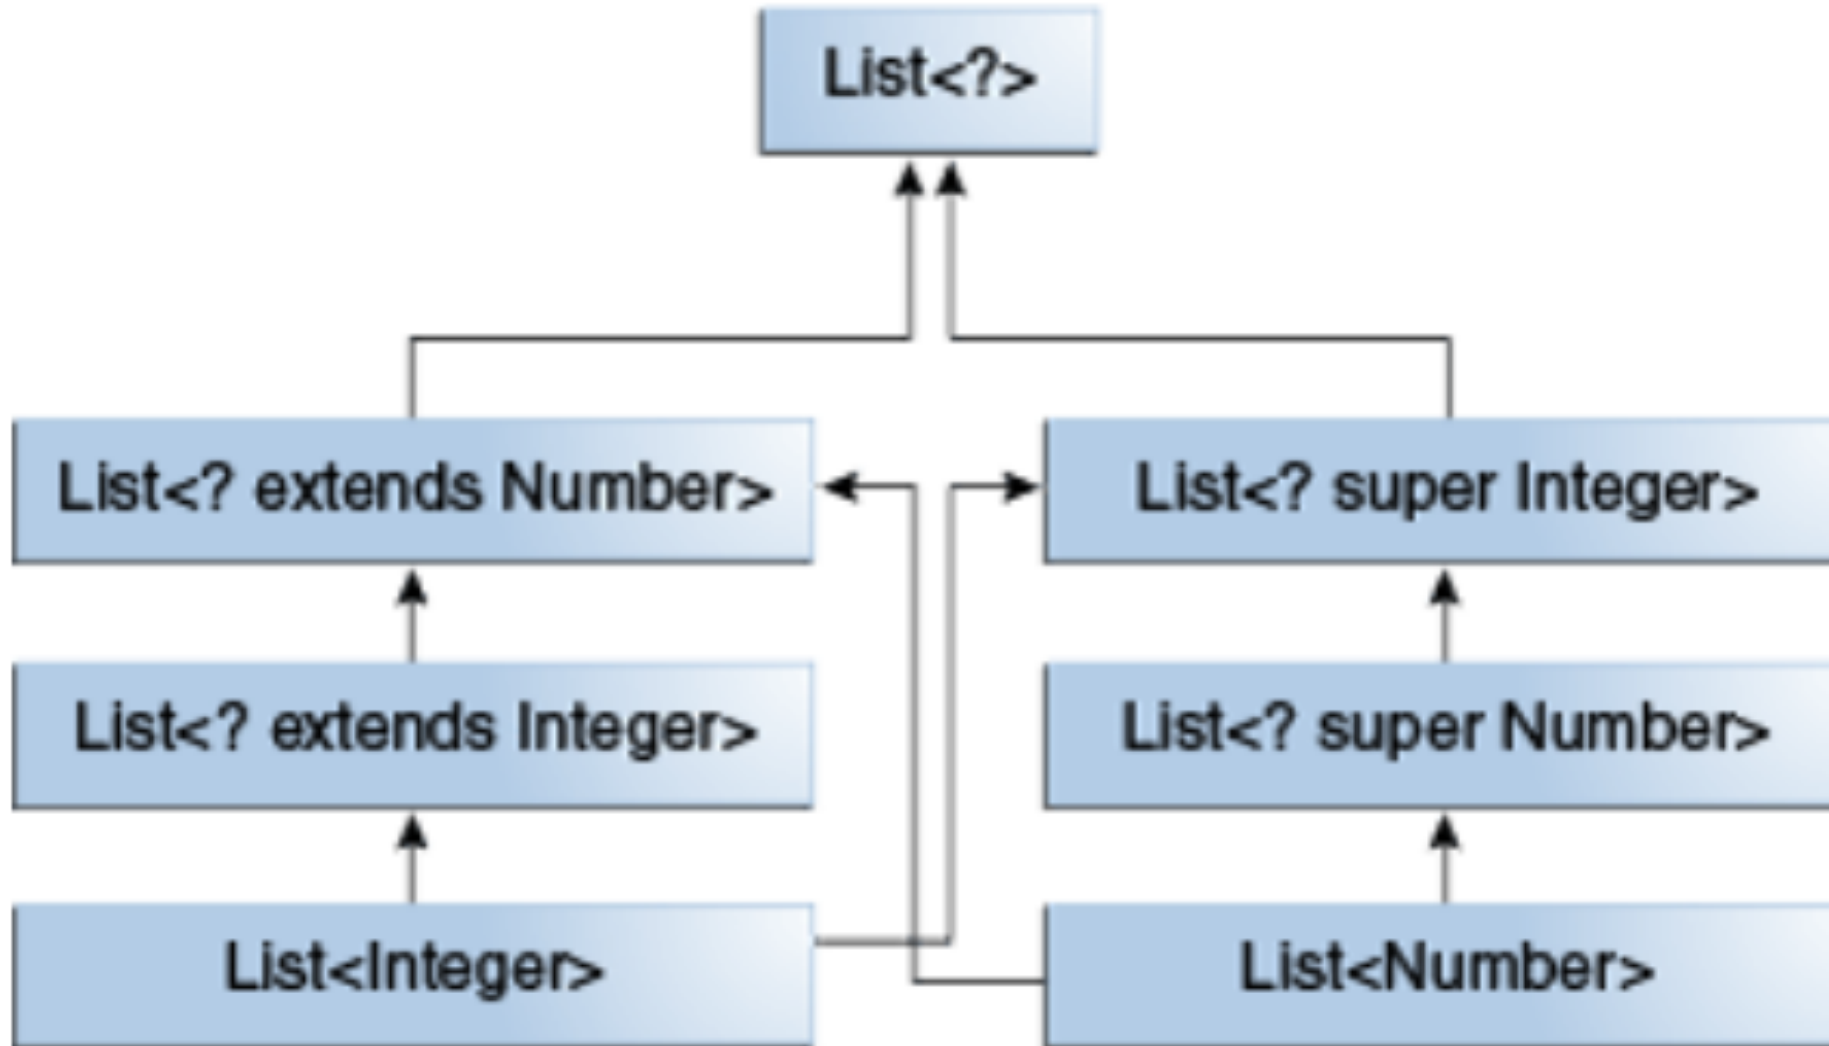 List<?>
List<? extends Number>
List<? super Integer>
List<? extends Integer>
List<? super Number>
List<Integer>
List<Number>